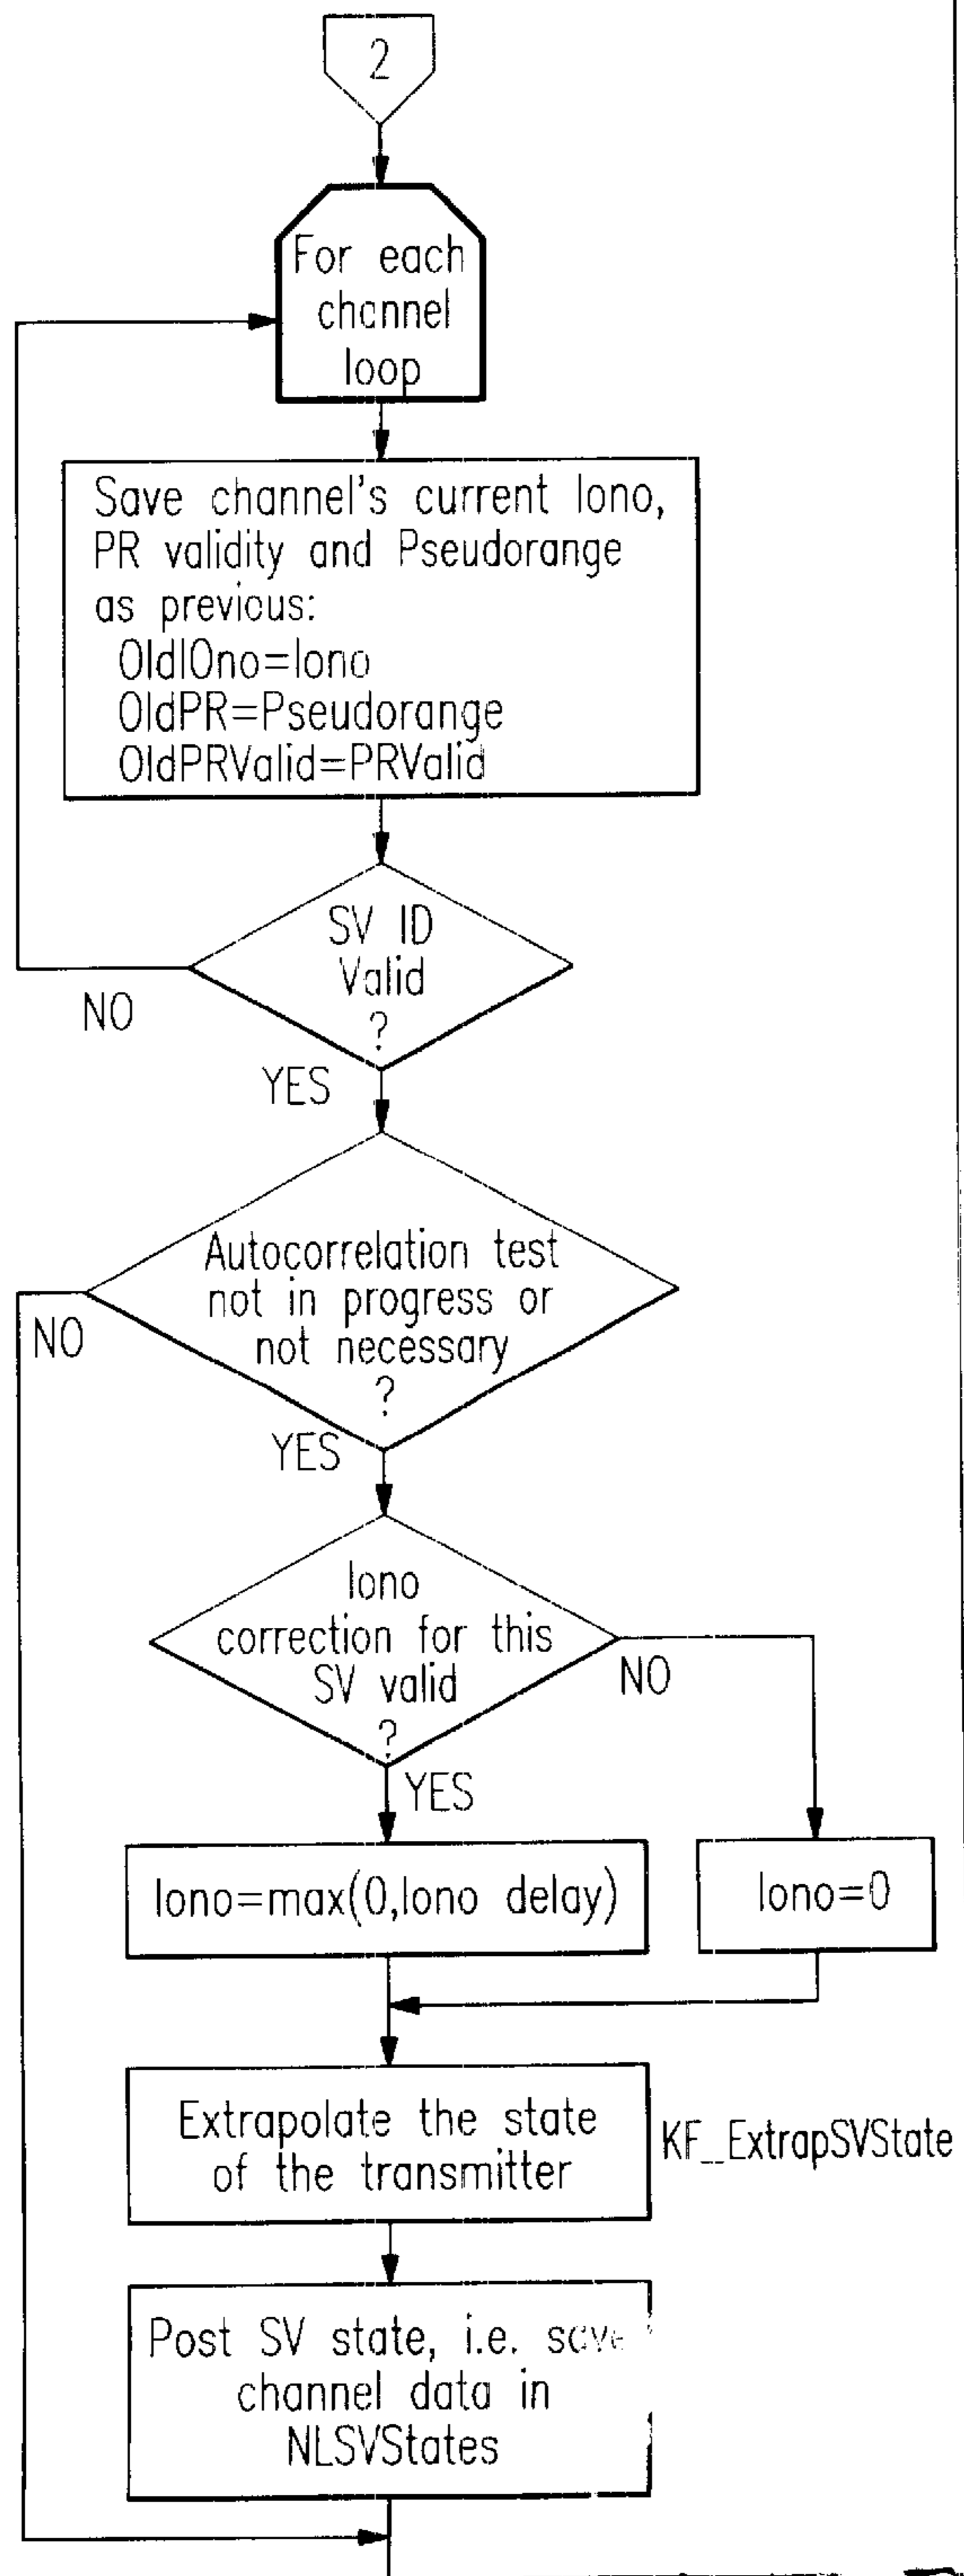 2
For each
channel
loop
Save channel's current Iono,
PR validity and Pseudorange
as previous:
OldIOno=Iono
OldPR=Pseudorange
OldPRValid=PRValid
SV ID
Valid
?
NO
YES
Autocorrelation test
not in progress or
not necessary
?
NO
YES
Iono
correction for this
SV valid
?
NO
YES
Iono=max(0,Iono delay)
Iono=0
Extrapolate the state
of the transmitter
KF_ExtrapSVState
Post SV state, i.e. save
channel data in
NLSVStates